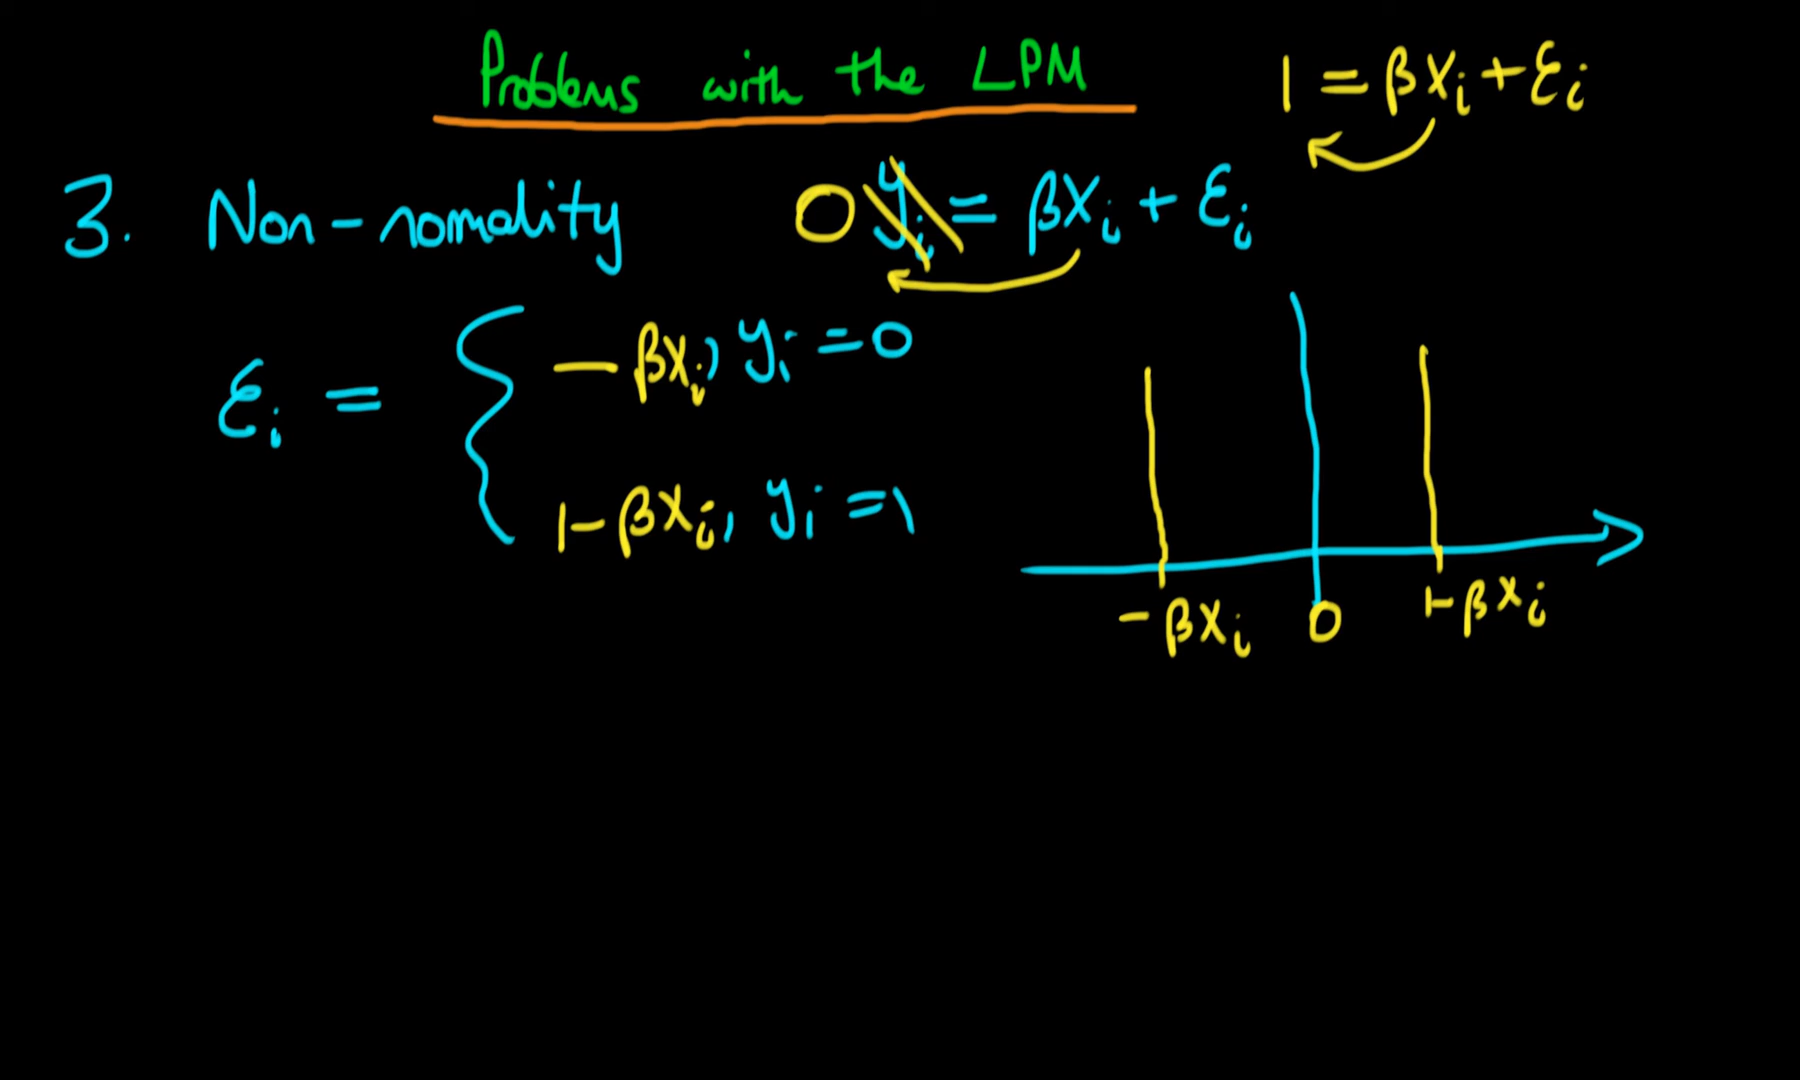 Problems with the LPM
1 = βXi + εi
3. Non-nomality
0 yi = βXi + εi
εi =
-βXi, yi = 0
1-βXi, yi = 1
-βXi 0 1-βXi